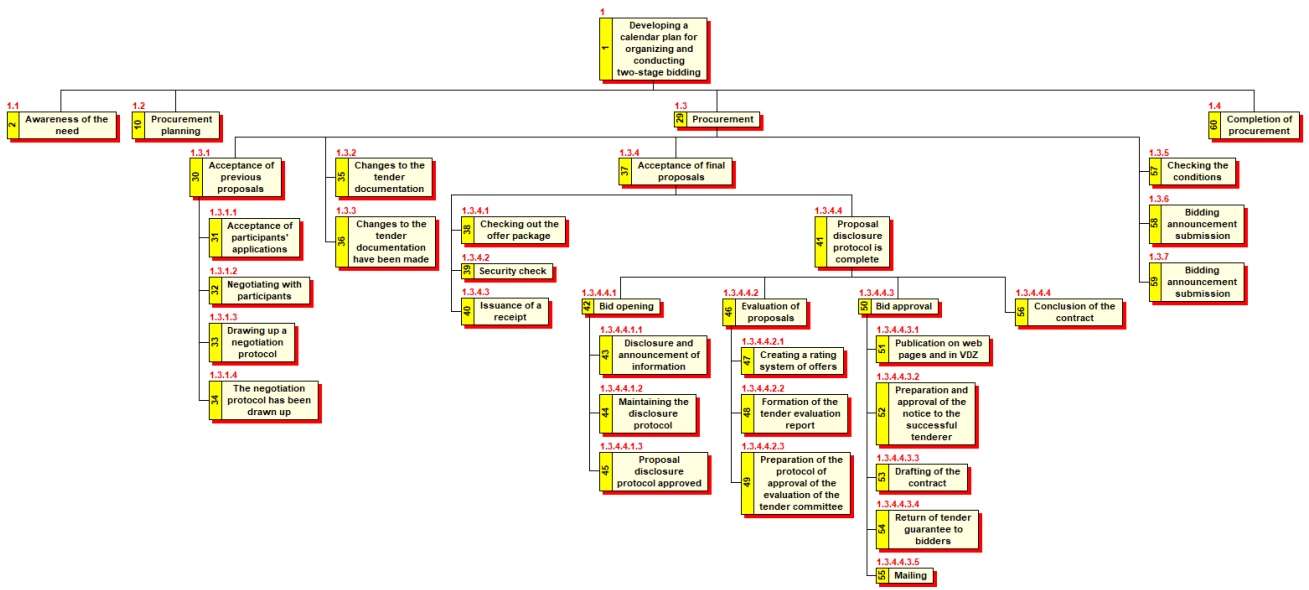 1
1
Developing a
calendar plan for
organizing and
conducting
two-stage bidding
1.1
2
Awareness of the
need
1.2
10
Procurement
planning
1.3
29
Procurement
1.4
60
Completion of
procurement
1.3.1
30
Acceptance of
previous
proposals
1.3.1.1
31
Acceptance of
participants'
applications
1.3.1.2
32
Negotiating with
participants
1.3.1.3
33
Drawing up a
negotiation
protocol
1.3.1.4
34
The negotiation
protocol has been
drawn up
1.3.2
35
Changes to the
tender
documentation
1.3.3
36
Changes to the
tender
documentation
have been made
1.3.4
37
Acceptance of final
proposals
1.3.4.1
38
Checking out the
offer package
1.3.4.2
39
Security check
1.3.4.3
40
Issuance of a
receipt
1.3.4.4
41
Proposal
disclosure
protocol is
complete
1.3.4.4.1
42
Bid opening
1.3.4.4.1.1
43
Disclosure and
announcement of
information
1.3.4.4.1.2
44
Maintaining the
disclosure
protocol
1.3.4.4.1.3
45
Proposal
disclosure
protocol approved
1.3.4.4.2
46
Evaluation of
proposals
1.3.4.4.2.1
47
Creating a rating
system of offers
1.3.4.4.2.2
48
Formation of the
tender evaluation
report
1.3.4.4.2.3
49
Preparation of the
protocol of
approval of the
evaluation of the
tender committee
1.3.4.4.3
50
Bid approval
1.3.4.4.3.1
51
Publication on web
pages and in VDZ
1.3.4.4.3.2
52
Preparation and
approval of the
notice to the
successful
tenderer
1.3.4.4.3.3
53
Drafting of the
contract
1.3.4.4.3.4
54
Return of tender
guarantee to
bidders
1.3.4.4.3.5
55
Mailing
1.3.4.4.4
56
Conclusion of the
contract
1.3.5
57
Checking the
conditions
1.3.6
58
Bidding
announcement
submission
1.3.7
59
Bidding
announcement
submission